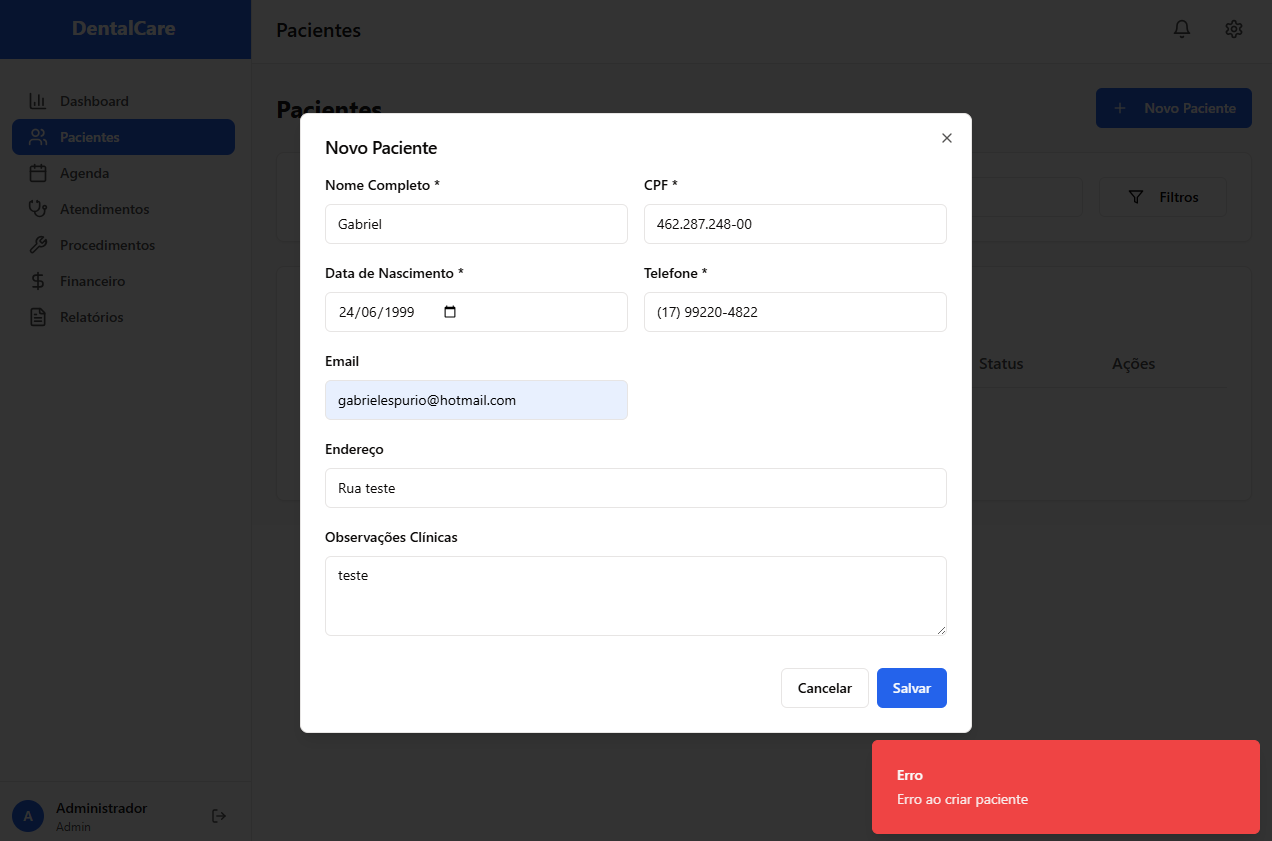 DentalCare
Pacientes
Dashboard
Pacientes
Agenda
Atendimentos
Procedimentos
Financeiro
Relatórios
Pacientes
Novo Paciente
Filtros
Status
Ações
Novo Paciente
Nome Completo *
CPF *
Gabriel
462.287.248-00
Data de Nascimento *
Telefone *
24/06/1999
(17) 99220-4822
Email
gabrielespurio@hotmail.com
Endereço
Rua teste
Observações Clínicas
teste
Cancelar
Salvar
A
Administrador
Admin
Erro
Erro ao criar paciente